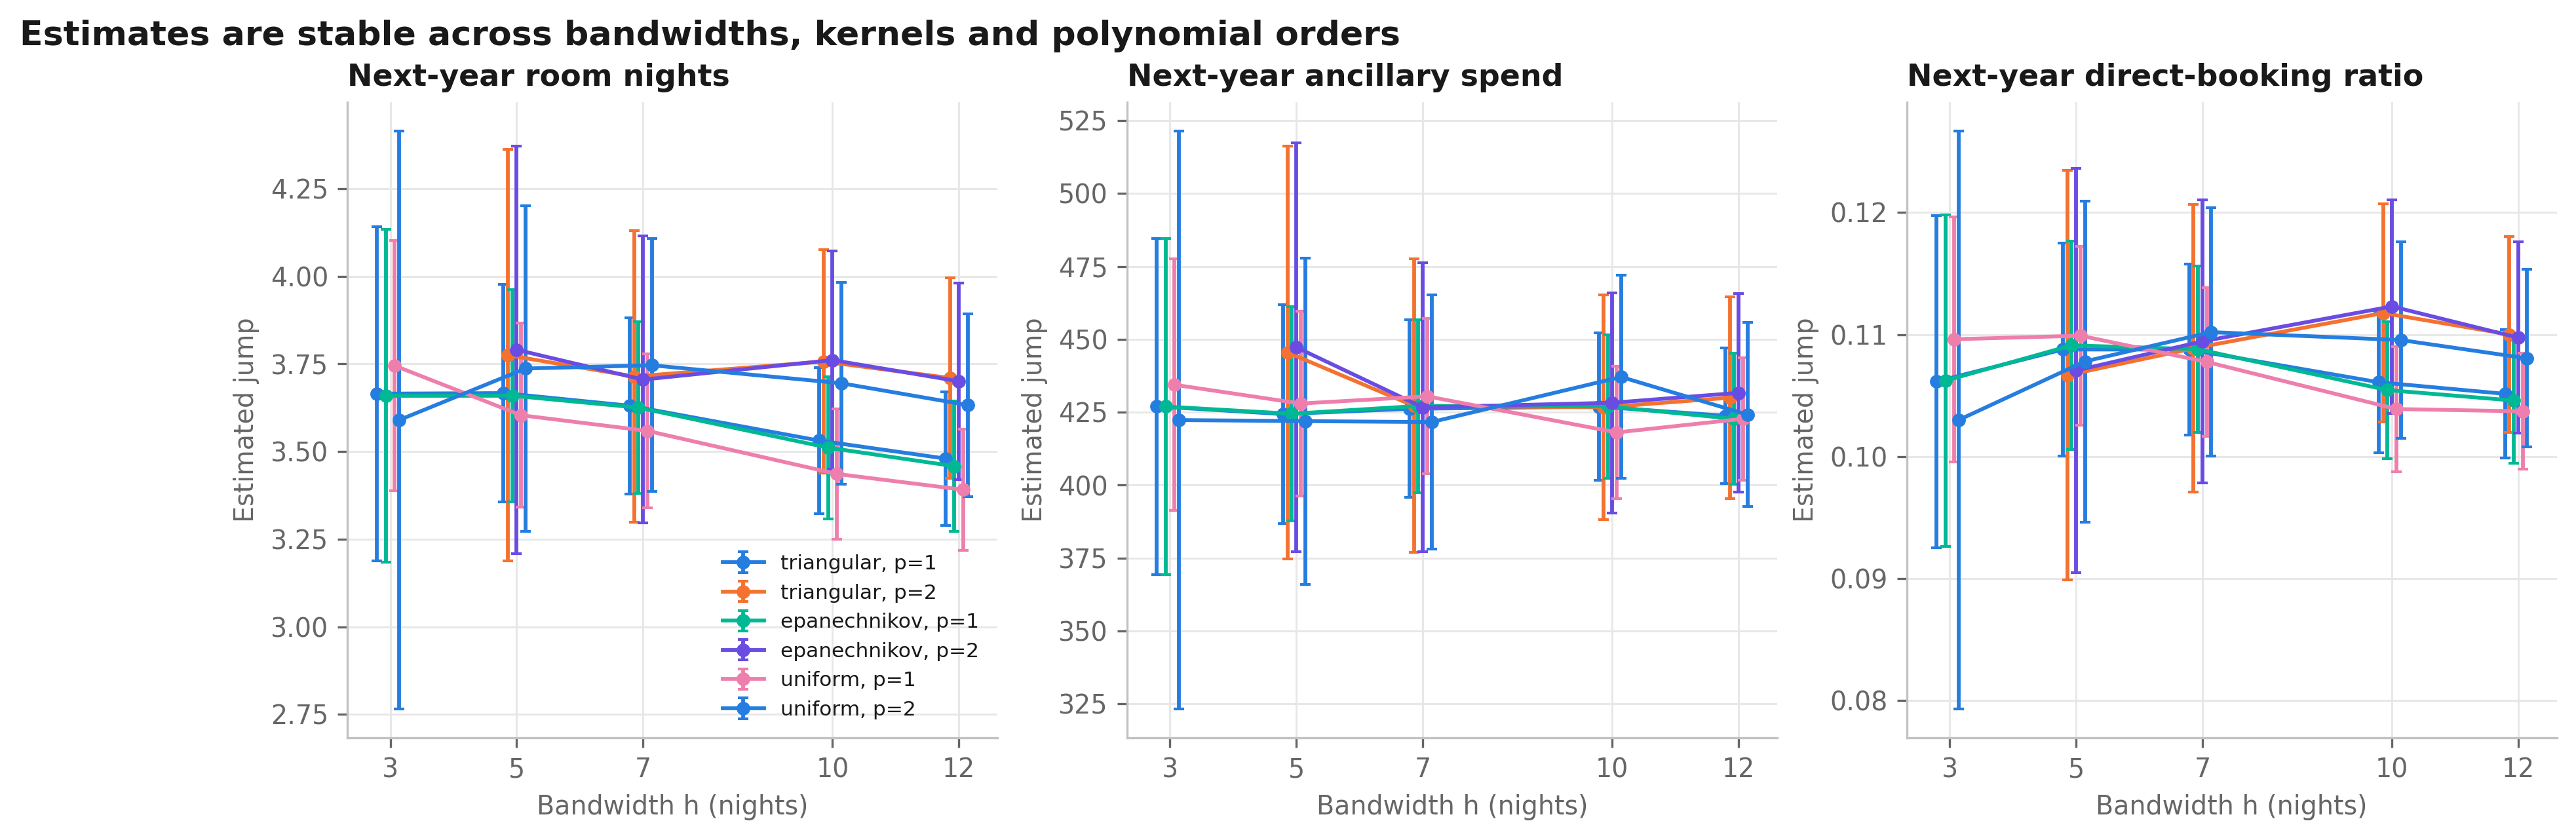 Estimates are stable across bandwidths, kernels and polynomial orders
Next-year room nights
Estimated jump
4.25
4.00
3.75
3.50
3.25
3.00
2.75
triangular, p=1
triangular, p=2
epanechnikov, p=1
epanechnikov, p=2
uniform, p=1
uniform, p=2
3 5 7 10 12
Bandwidth h (nights)
Next-year ancillary spend
Estimated jump
525
500
475
450
425
400
375
350
325
3 5 7 10 12
Bandwidth h (nights)
Next-year direct-booking ratio
Estimated jump
0.12
0.11
0.10
0.09
0.08
3 5 7 10 12
Bandwidth h (nights)